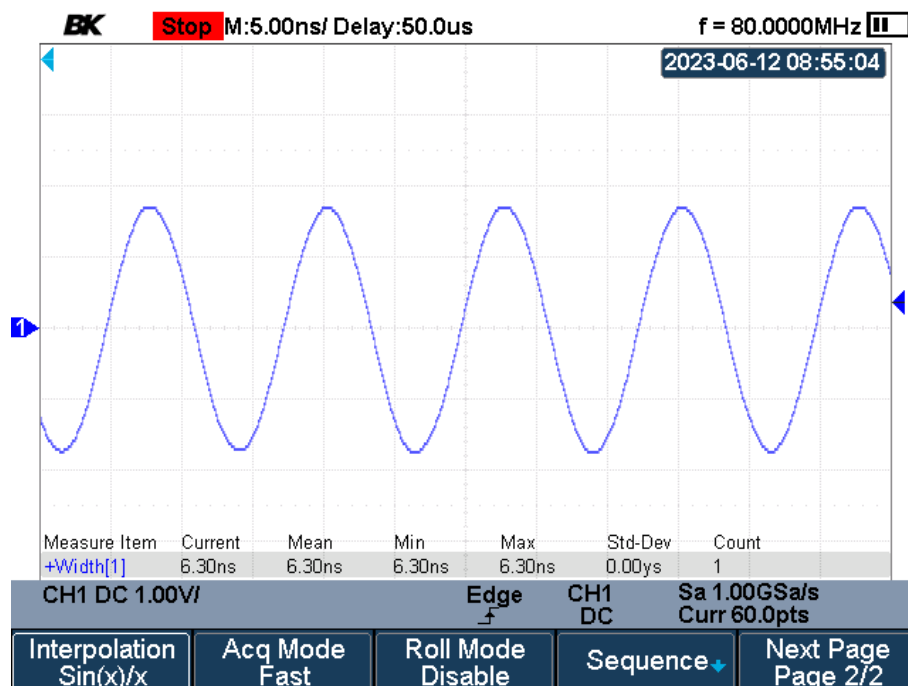 BK Stop M:5.00ns/ Delay:50.0us f = 80.0000MHz
2023-06-12 08:55:04
1
Measure Item Current Mean Min Max Std-Dev Count
+Width[1] 6.30ns 6.30ns 6.30ns 6.30ns 0.00ys 1
CH1 DC 1.00V/ Edge CH1 Sa 1.00GSa/s
DC Curr 60.0pts
Interpolation Acq Mode Roll Mode Sequence Next Page
Sin(x)/x Fast Disable Page 2/2